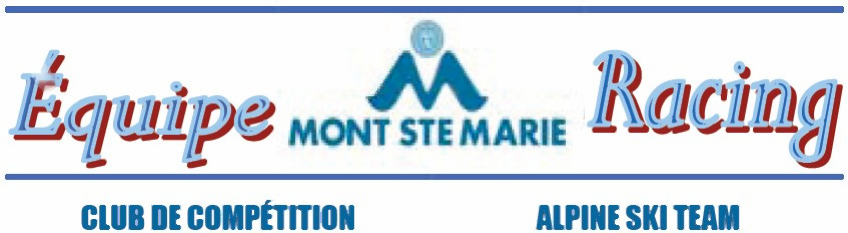 Équipe MONT STE MARIE Racing
CLUB DE COMPÉTITION ALPINE SKI TEAM